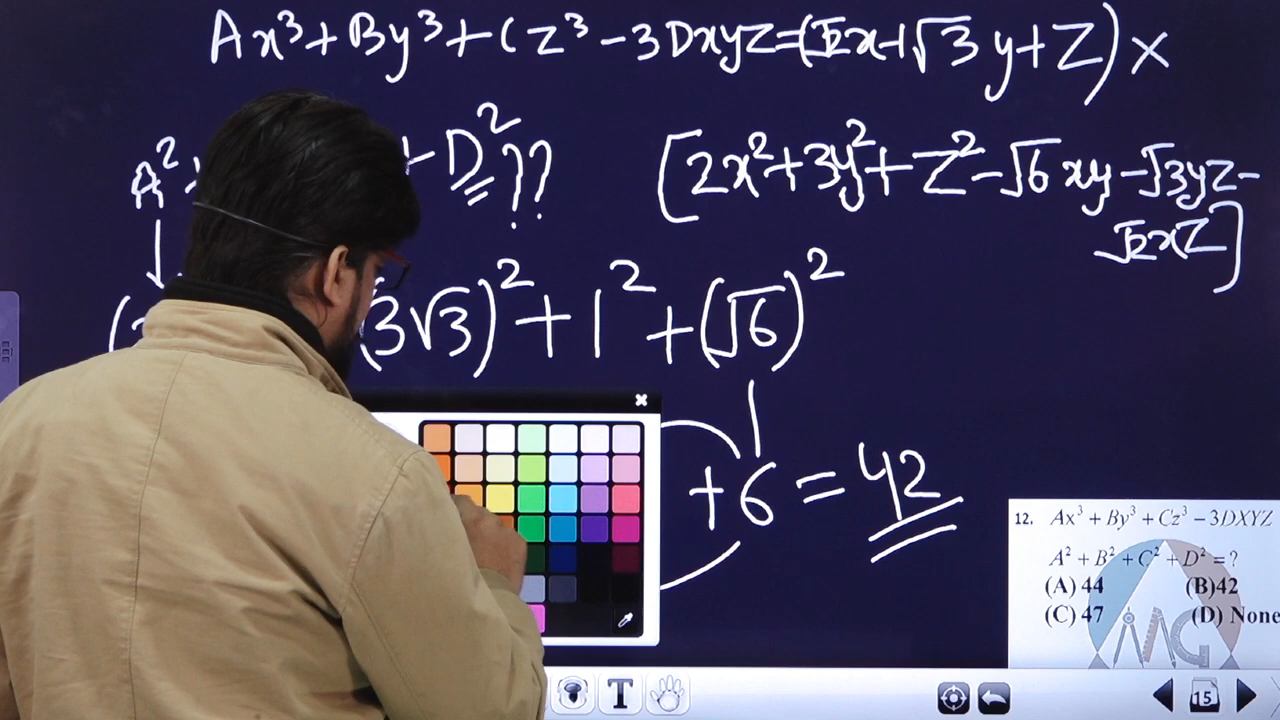 Ax³+By³+Cz³-3Dxyz=(√2x+√3y+z)×
A² + D²??
[2x²+3y²+z²-√6xy-√3yz-
√2xz]
(3√3)²+1²+(√6)²
+6=42
12. Ax³ + By³ + Cz³ − 3DXYZ
A² + B² + C² + D² = ?
(A) 44 (B)42
(C) 47 (D) None
MG
T
15